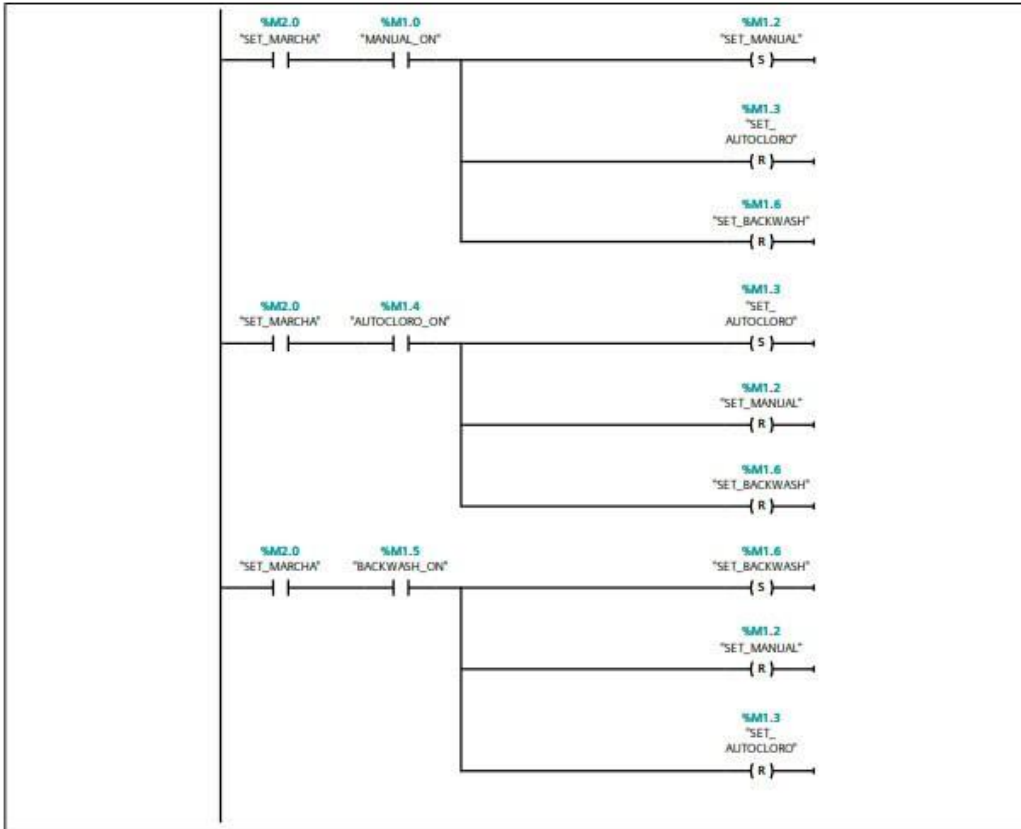 %M2.0 %M1.0 %M1.2
"SET_MARCHA" "MANUAL_ON" "SET_MANUAL"
S
%M1.3
"SET_
AUTOCLORO"
R
%M1.6
"SET_BACKWASH"
R
%M1.3
%M2.0 %M1.4 "SET_
"SET_MARCHA" "AUTOCLORO_ON" AUTOCLORO"
S
%M1.2
"SET_MANUAL"
R
%M1.6
"SET_BACKWASH"
R
%M2.0 %M1.5 %M1.6
"SET_MARCHA" "BACKWASH_ON" "SET_BACKWASH"
S
%M1.2
"SET_MANUAL"
R
%M1.3
"SET_
AUTOCLORO"
R